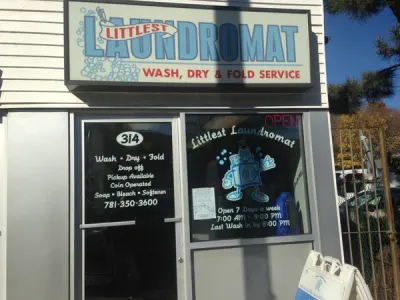 LITTLEST
LAUNDROMAT
WASH, DRY & FOLD SERVICE
314
Wash • Dry • Fold
Drop off
Pickup Available
Coin Operated
Soap • Bleach • Softener
781-350-3600
OPEN
Littlest Laundromat
Open 7 Days a week
7:00 AM - 9:00 PM
Last Wash in by 8:00 PM